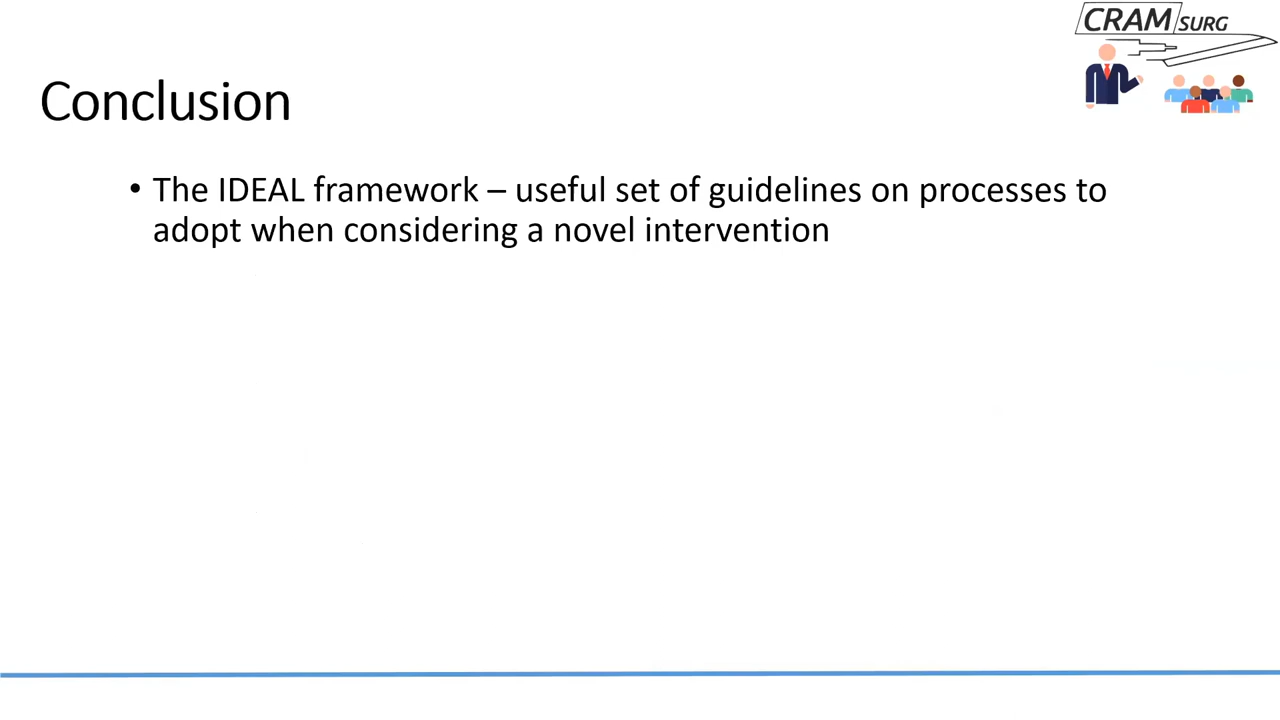 CRAM SURG
Conclusion
• The IDEAL framework – useful set of guidelines on processes to
adopt when considering a novel intervention